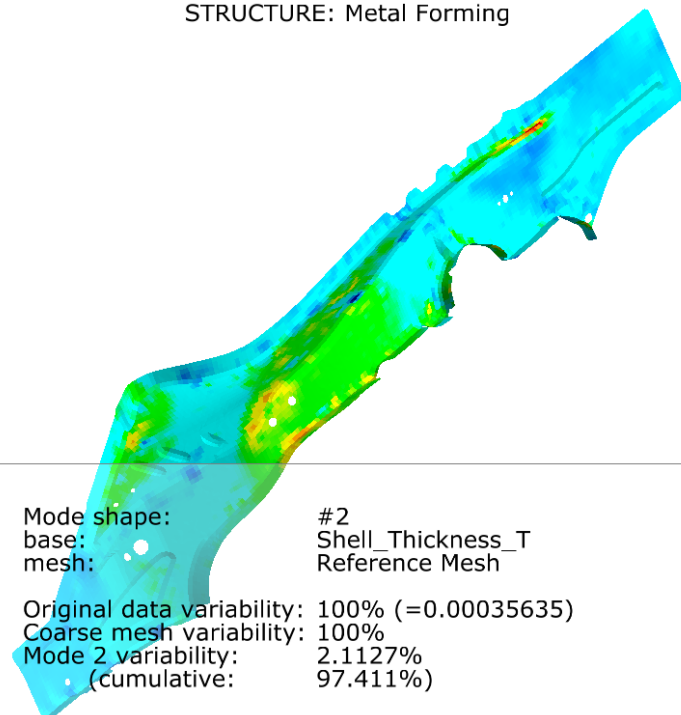 STRUCTURE: Metal Forming
Mode shape: #2
base: Shell_Thickness_T
mesh: Reference Mesh
Original data variability: 100% (=0.00035635)
Coarse mesh variability: 100%
Mode 2 variability: 2.1127%
(cumulative: 97.411%)